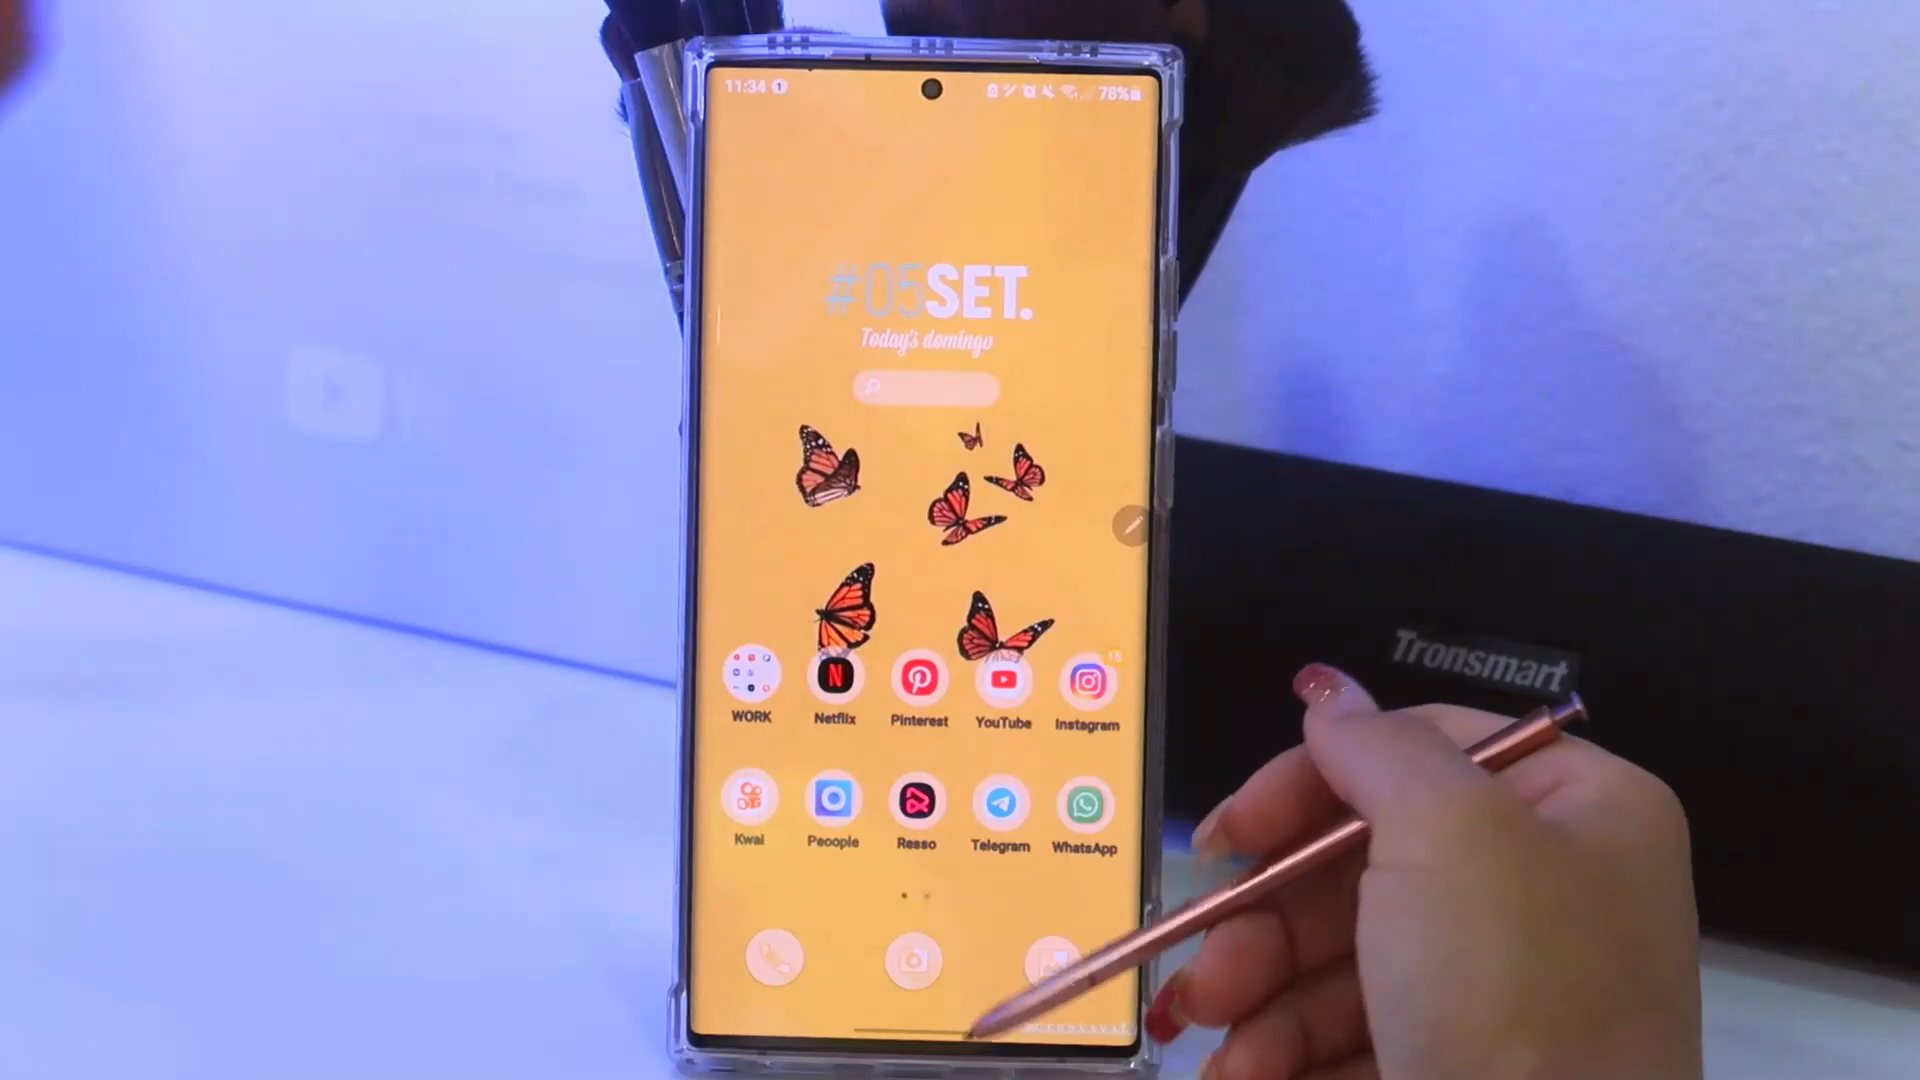 11:34
78%
#05SET.
Today's domingo
WORK
Netflix
Pinterest
YouTube
Instagram
Kwai
Peoople
Resso
Telegram
WhatsApp
Tronsmart